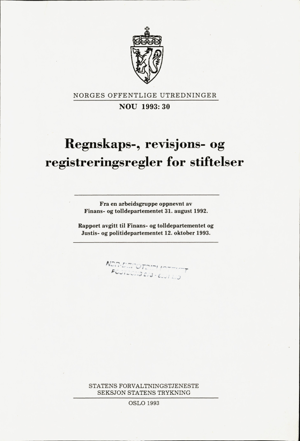 NORGES OFFENTLIGE UTREDNINGER
NOU 1993: 30
Regnskaps-, revisjons- og
registreringsregler for stiftelser
Fra en arbeidsgruppe oppnevnt av
Finans- og tolldepartementet 31. august 1992.
Rapport avgitt til Finans- og tolldepartementet og
Justis- og politidepartementet 12. oktober 1993.
STATENS FORVALTNINGSTJENESTE
SEKSJON STATENS TRYKNING
OSLO 1993